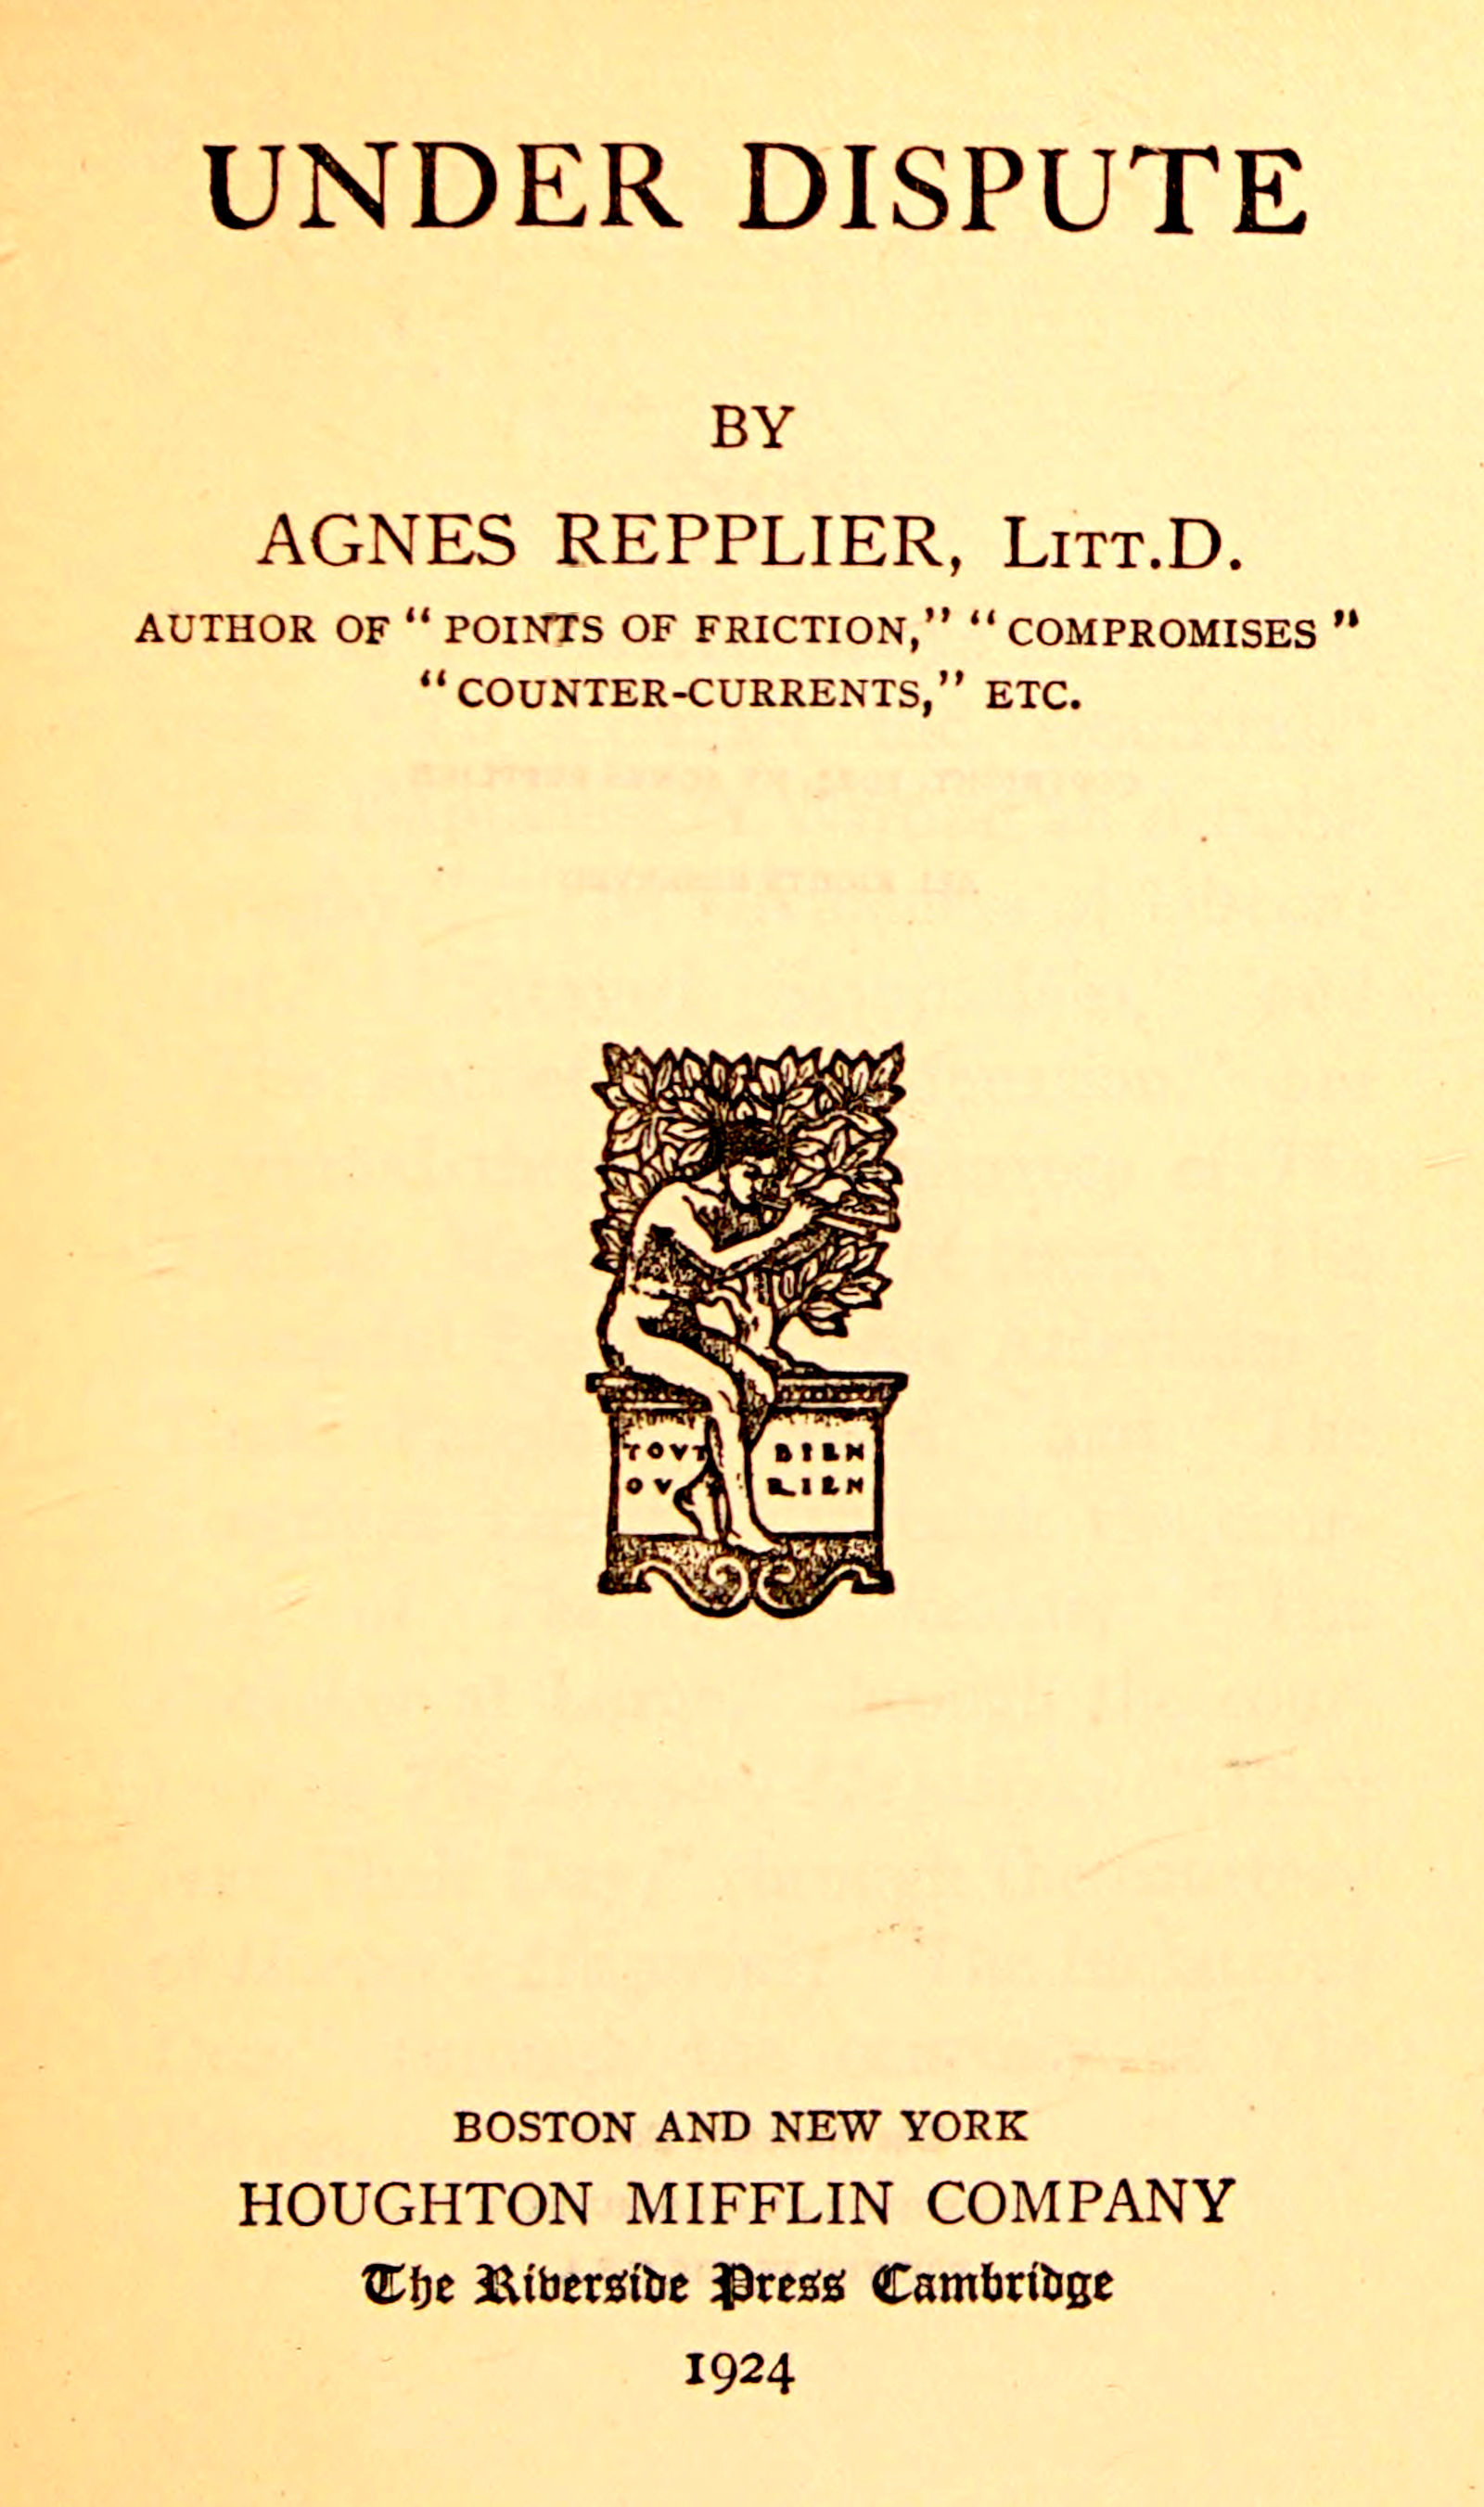 UNDER DISPUTE
BY
AGNES REPPLIER, LITT.D.
AUTHOR OF "POINTS OF FRICTION," "COMPROMISES"
"COUNTER-CURRENTS," ETC.
TOVT BIEN
OV RIEN
BOSTON AND NEW YORK
HOUGHTON MIFFLIN COMPANY
The Riverside Press Cambridge
1924